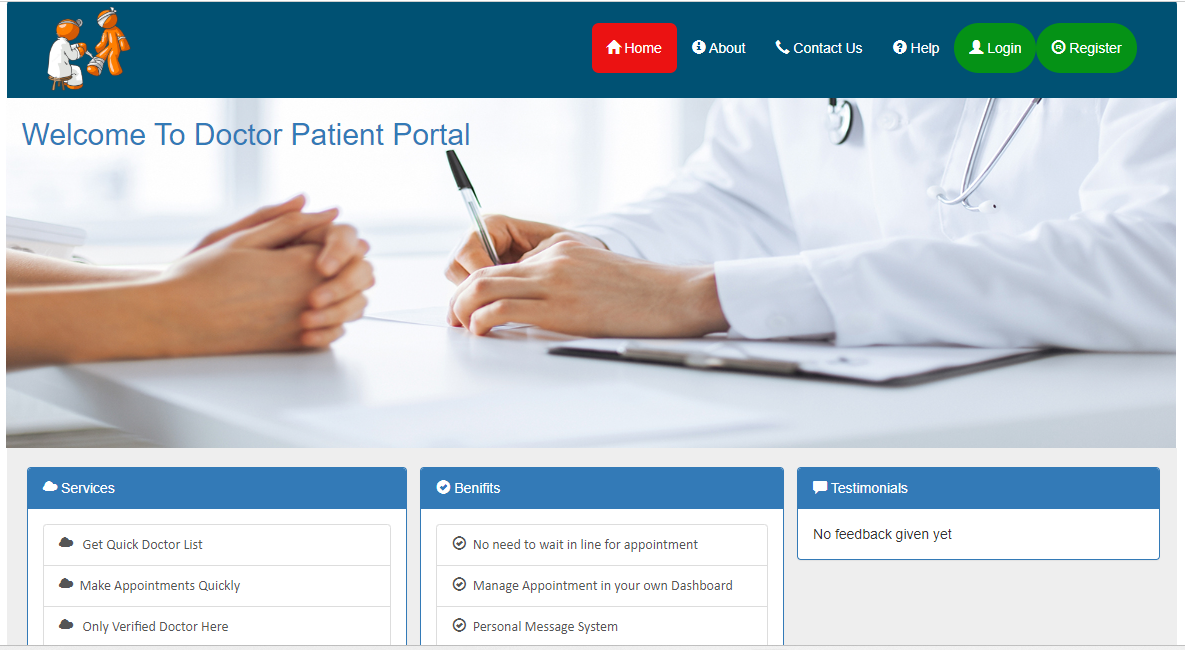 Home About Contact Us Help Login Register
Welcome To Doctor Patient Portal
Services
Get Quick Doctor List
Make Appointments Quickly
Only Verified Doctor Here
Benifits
No need to wait in line for appointment
Manage Appointment in your own Dashboard
Personal Message System
Testimonials
No feedback given yet